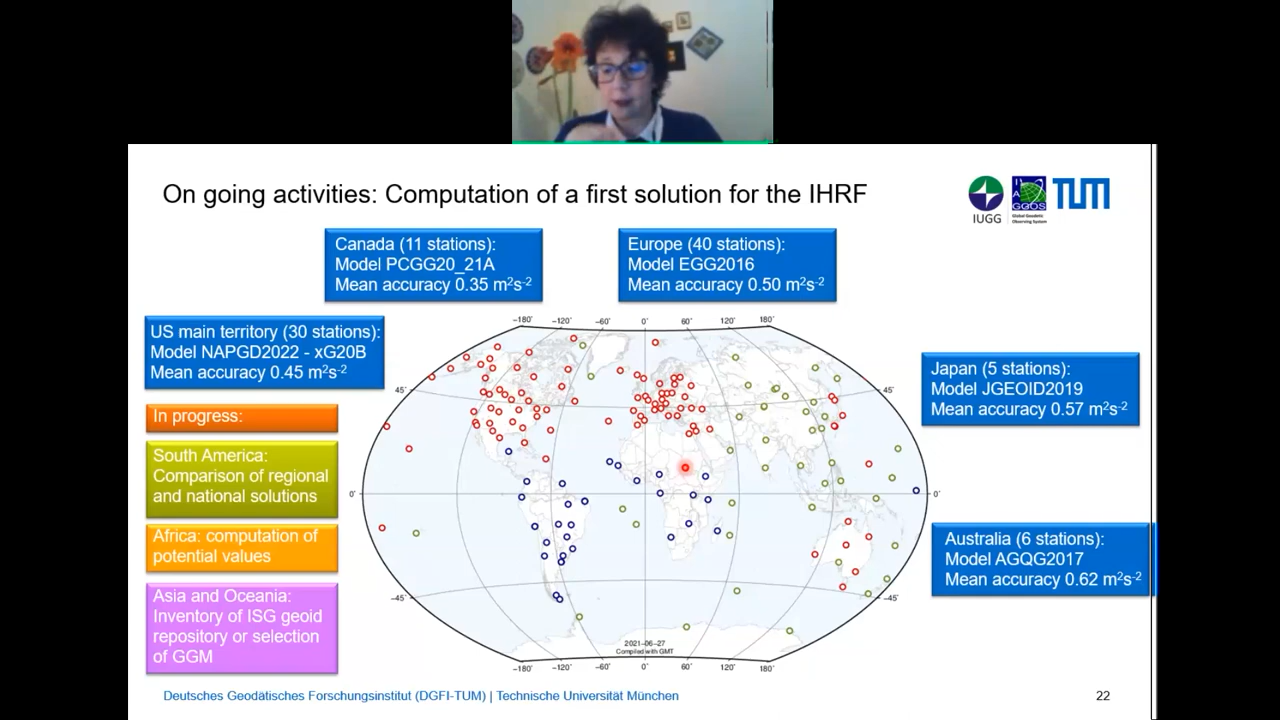 On going activities: Computation of a first solution for the IHRF
IUGG
GGOS
Global Geodetic
Observing System
TUM
Canada (11 stations):
Model PCGG20_21A
Mean accuracy 0.35 m²s⁻²
Europe (40 stations):
Model EGG2016
Mean accuracy 0.50 m²s⁻²
US main territory (30 stations):
Model NAPGD2022 - xG20B
Mean accuracy 0.45 m²s⁻²
Japan (5 stations):
Model JGEOID2019
Mean accuracy 0.57 m²s⁻²
In progress:
South America:
Comparison of regional
and national solutions
Africa: computation of
potential values
Asia and Oceania:
Inventory of ISG geoid
repository or selection
of GGM
Australia (6 stations):
Model AGQG2017
Mean accuracy 0.62 m²s⁻²
−180˚ −120˚ −60˚ 0˚ 60˚ 120˚ 180˚
45˚ 45˚
0˚ 0˚
−45˚ −45˚
2021−06−27
Compiled with GMT
−180˚ −120˚ −60˚ 0˚ 60˚ 120˚ 180˚
Deutsches Geodätisches Forschungsinstitut (DGFI-TUM) | Technische Universität München
22